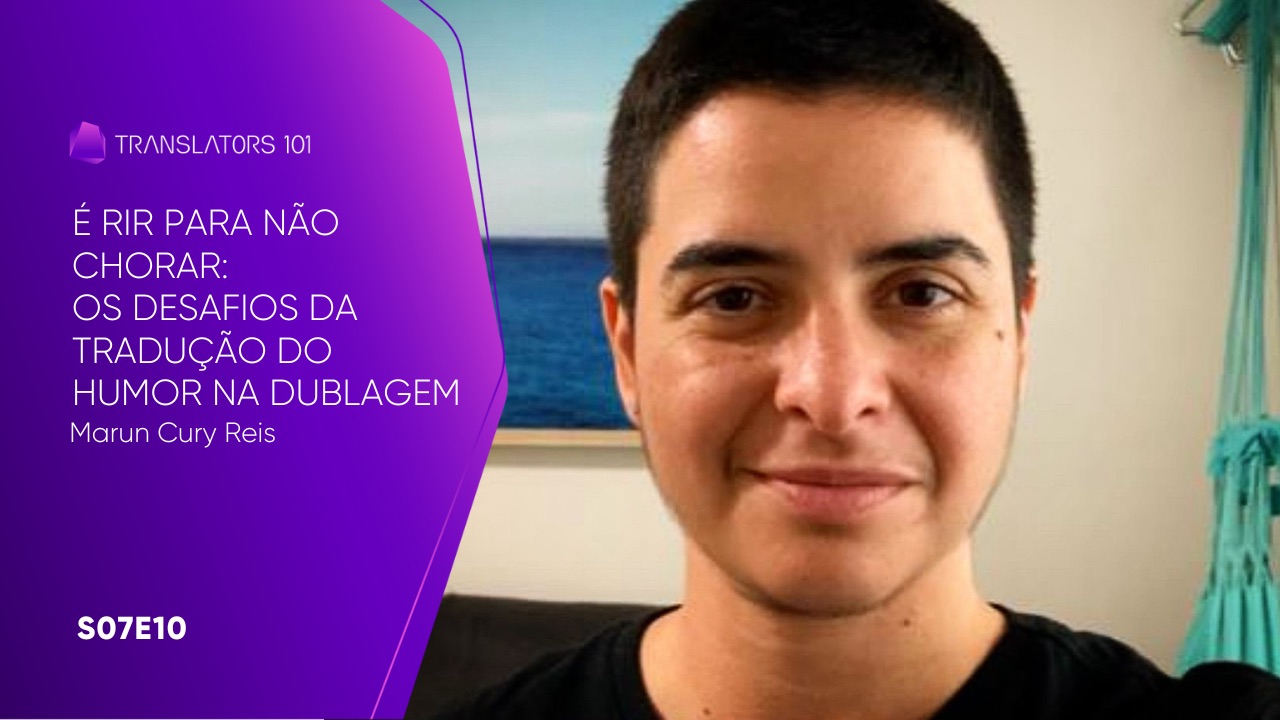 TRANSLATORS 101
É RIR PARA NÃO
CHORAR:
OS DESAFIOS DA
TRADUÇÃO DO
HUMOR NA DUBLAGEM
Marun Cury Reis
S07E10